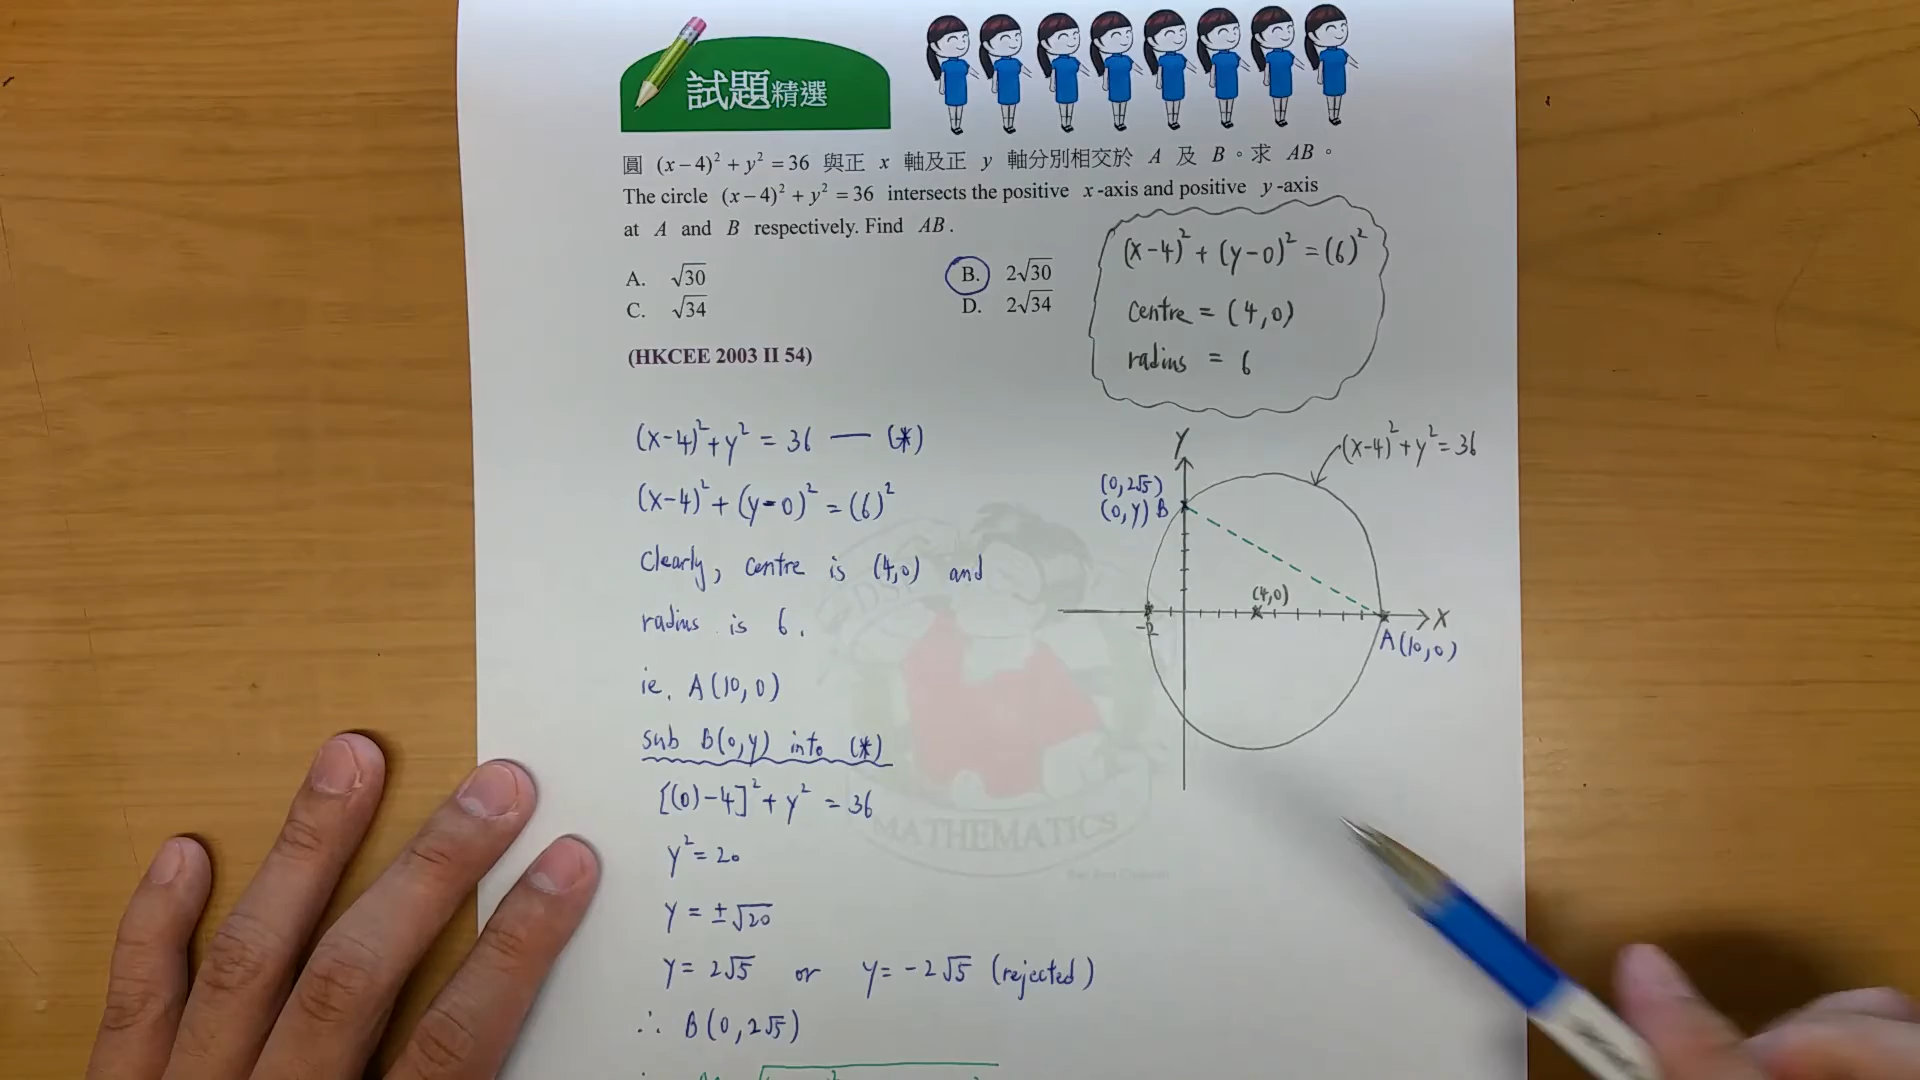 試題精選
圓 (x-4)² + y² = 36 與正 x 軸及正 y 軸分別相交於 A 及 B。求 AB。
The circle (x-4)² + y² = 36 intersects the positive x-axis and positive y-axis
at A and B respectively. Find AB.
A. √30
B. 2√30
C. √34
D. 2√34
(HKCEE 2003 II 54)
(x-4)² + (y-0)² = (6)²
centre = (4,0)
radius = 6
(x-4)² + y² = 36 — (*)
(x-4)² + (y-0)² = (6)²
Clearly, centre is (4,0) and
radius is 6.
ie. A(10,0)
sub B(0,y) into (*)
[(0)-4]² + y² = 36
y² = 20
y = ±√20
y = 2√5 or y = -2√5 (rejected)
∴ B(0, 2√5)
y
(x-4)² + y² = 36
(0,2√5)
(0,y) B
(4,0)
x
-2
A(10,0)
MATHEMATICS